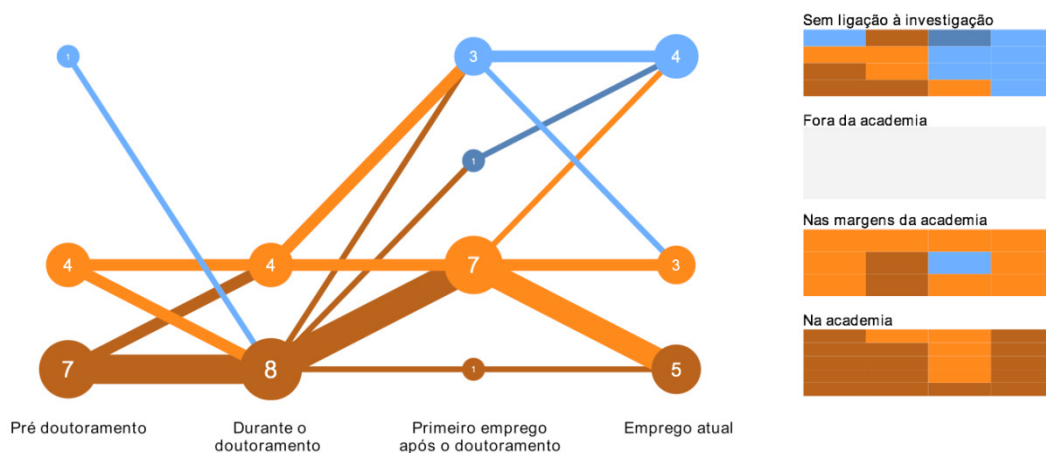 1
3
4
1
4
4
7
3
7
8
1
5
Pré doutoramento
Durante o
doutoramento
Primeiro emprego
após o doutoramento
Emprego atual
Sem ligação à investigação
Fora da academia
Nas margens da academia
Na academia